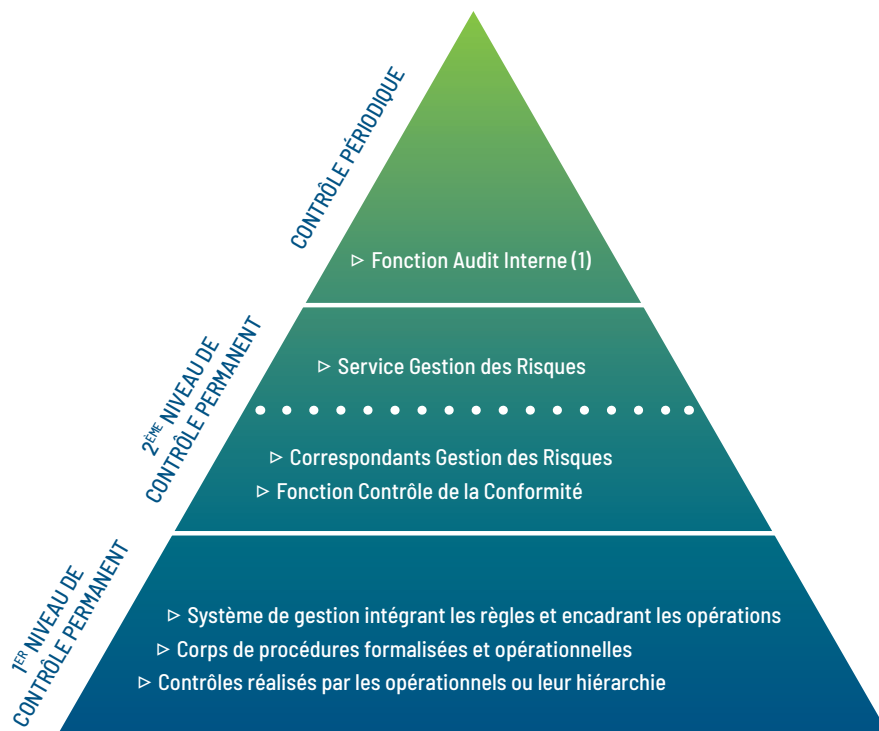 CONTRÔLE PÉRIODIQUE
▷ Fonction Audit Interne (1)
2ÈME NIVEAU DE
CONTRÔLE PERMANENT
▷ Service Gestion des Risques
▷ Correspondants Gestion des Risques
▷ Fonction Contrôle de la Conformité
1ER NIVEAU DE
CONTRÔLE PERMANENT
▷ Système de gestion intégrant les règles et encadrant les opérations
▷ Corps de procédures formalisées et opérationnelles
▷ Contrôles réalisés par les opérationnels ou leur hiérarchie